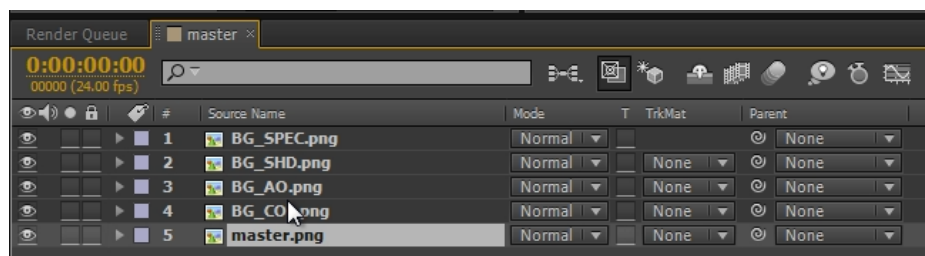 Render Queue master ×
0:00:00:00
00000 (24.00 fps)
# Source Name Mode T TrkMat Parent
1 BG_SPEC.png Normal None
2 BG_SHD.png Normal None None
3 BG_AO.png Normal None None
4 Normal None None
5 master.png Normal None None